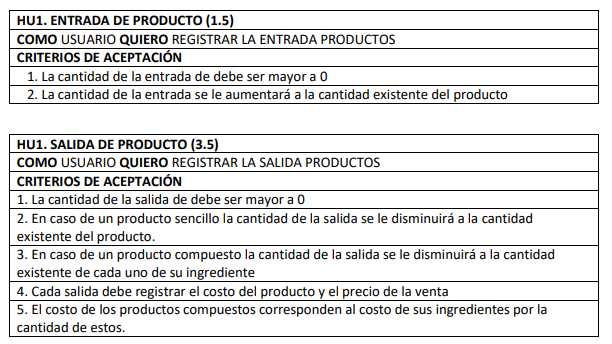 HU1. ENTRADA DE PRODUCTO (1.5)
COMO USUARIO QUIERO REGISTRAR LA ENTRADA PRODUCTOS
CRITERIOS DE ACEPTACIÓN
1. La cantidad de la entrada de debe ser mayor a 0
2. La cantidad de la entrada se le aumentará a la cantidad existente del producto
HU1. SALIDA DE PRODUCTO (3.5)
COMO USUARIO QUIERO REGISTRAR LA SALIDA PRODUCTOS
CRITERIOS DE ACEPTACIÓN
1. La cantidad de la salida de debe ser mayor a 0
2. En caso de un producto sencillo la cantidad de la salida se le disminuirá a la cantidad
existente del producto.
3. En caso de un producto compuesto la cantidad de la salida se le disminuirá a la cantidad
existente de cada uno de su ingrediente
4. Cada salida debe registrar el costo del producto y el precio de la venta
5. El costo de los productos compuestos corresponden al costo de sus ingredientes por la
cantidad de estos.